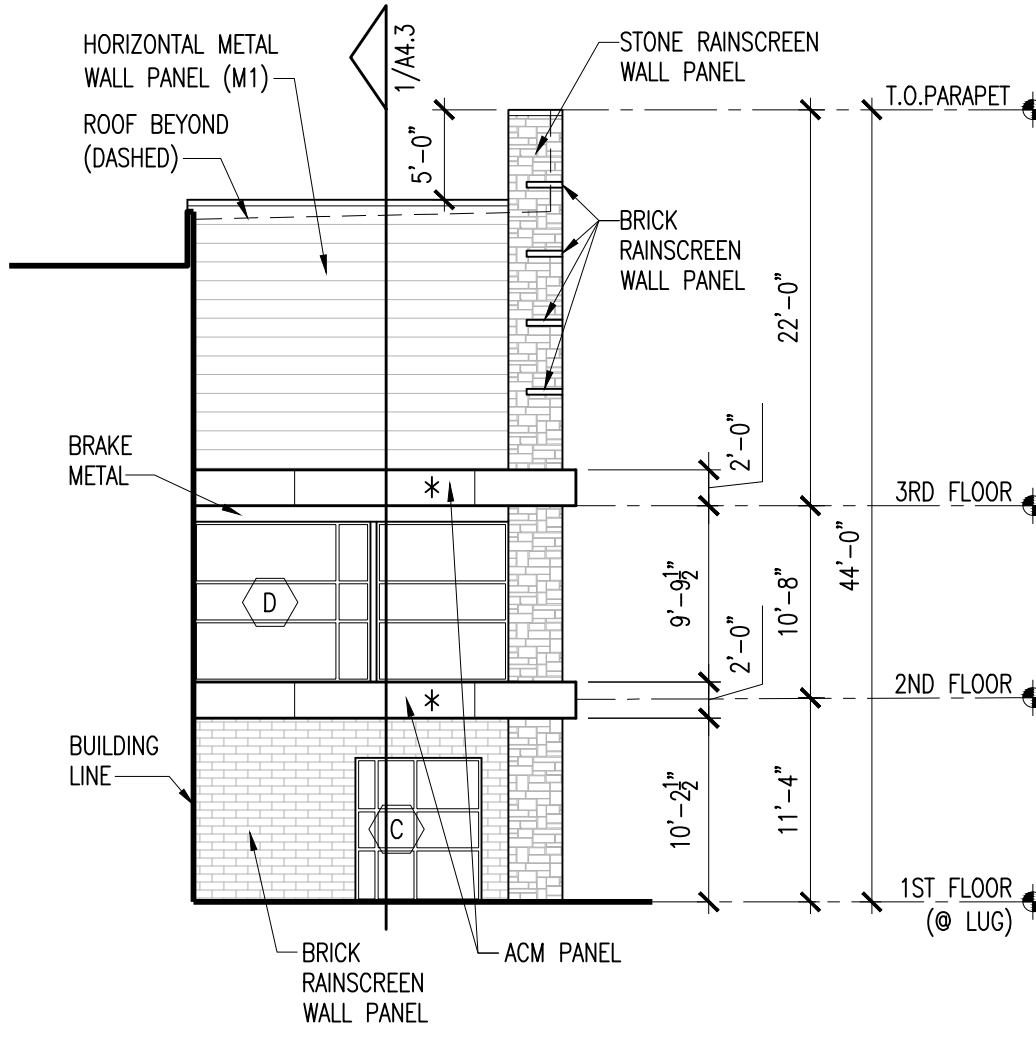 HORIZONTAL METAL
WALL PANEL (M1)
1/A4.3
STONE RAINSCREEN
WALL PANEL
T.O.PARAPET
ROOF BEYOND
(DASHED)
5'-0"
BRICK
RAINSCREEN
WALL PANEL
22'-0"
BRAKE
METAL
*
2'-0"
3RD FLOOR
44'-0"
D
9'-9½"
10'-8"
2'-0"
*
2ND FLOOR
BUILDING
LINE
C
10'-2½"
11'-4"
1ST FLOOR
(@ LUG)
BRICK
RAINSCREEN
WALL PANEL
ACM PANEL